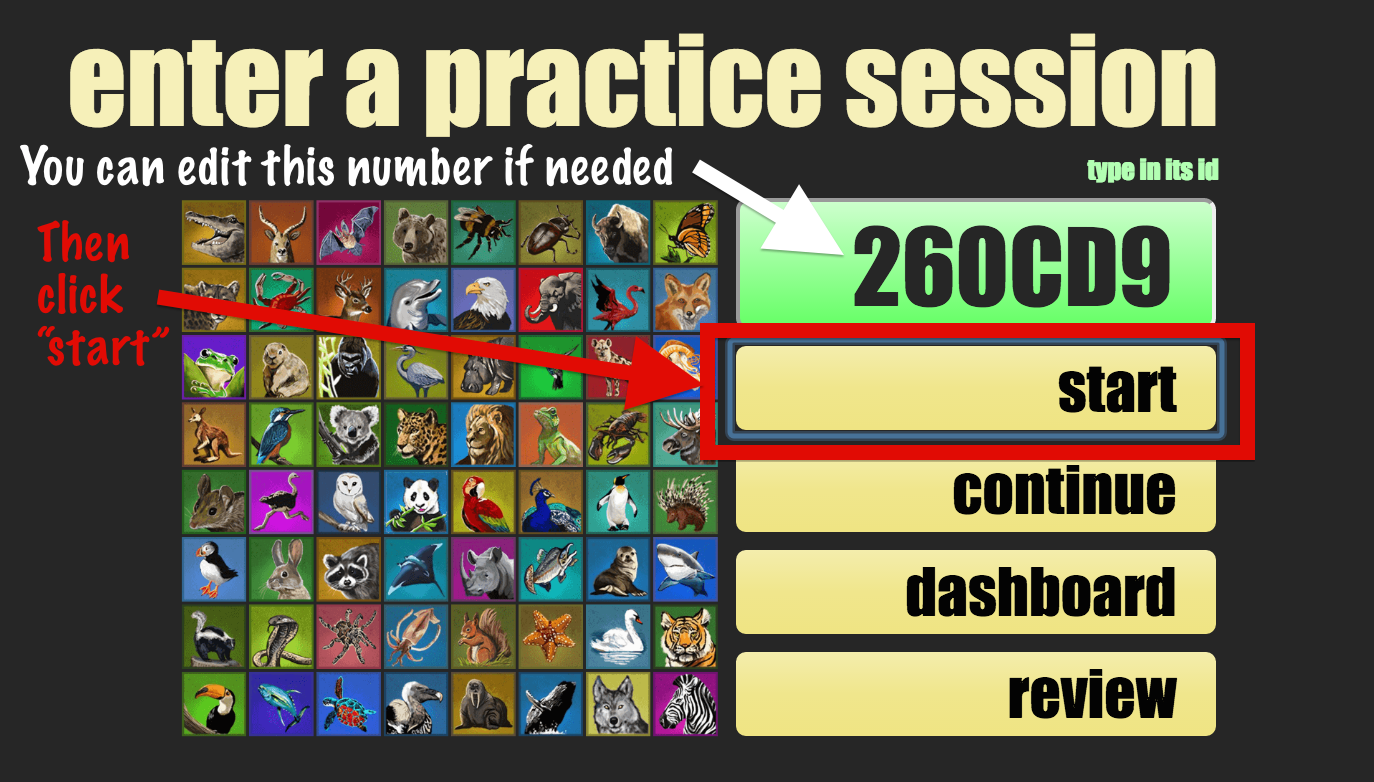 enter a practice session
You can edit this number if needed
type in its id
260CD9
Then
click
“start”
start
continue
dashboard
review